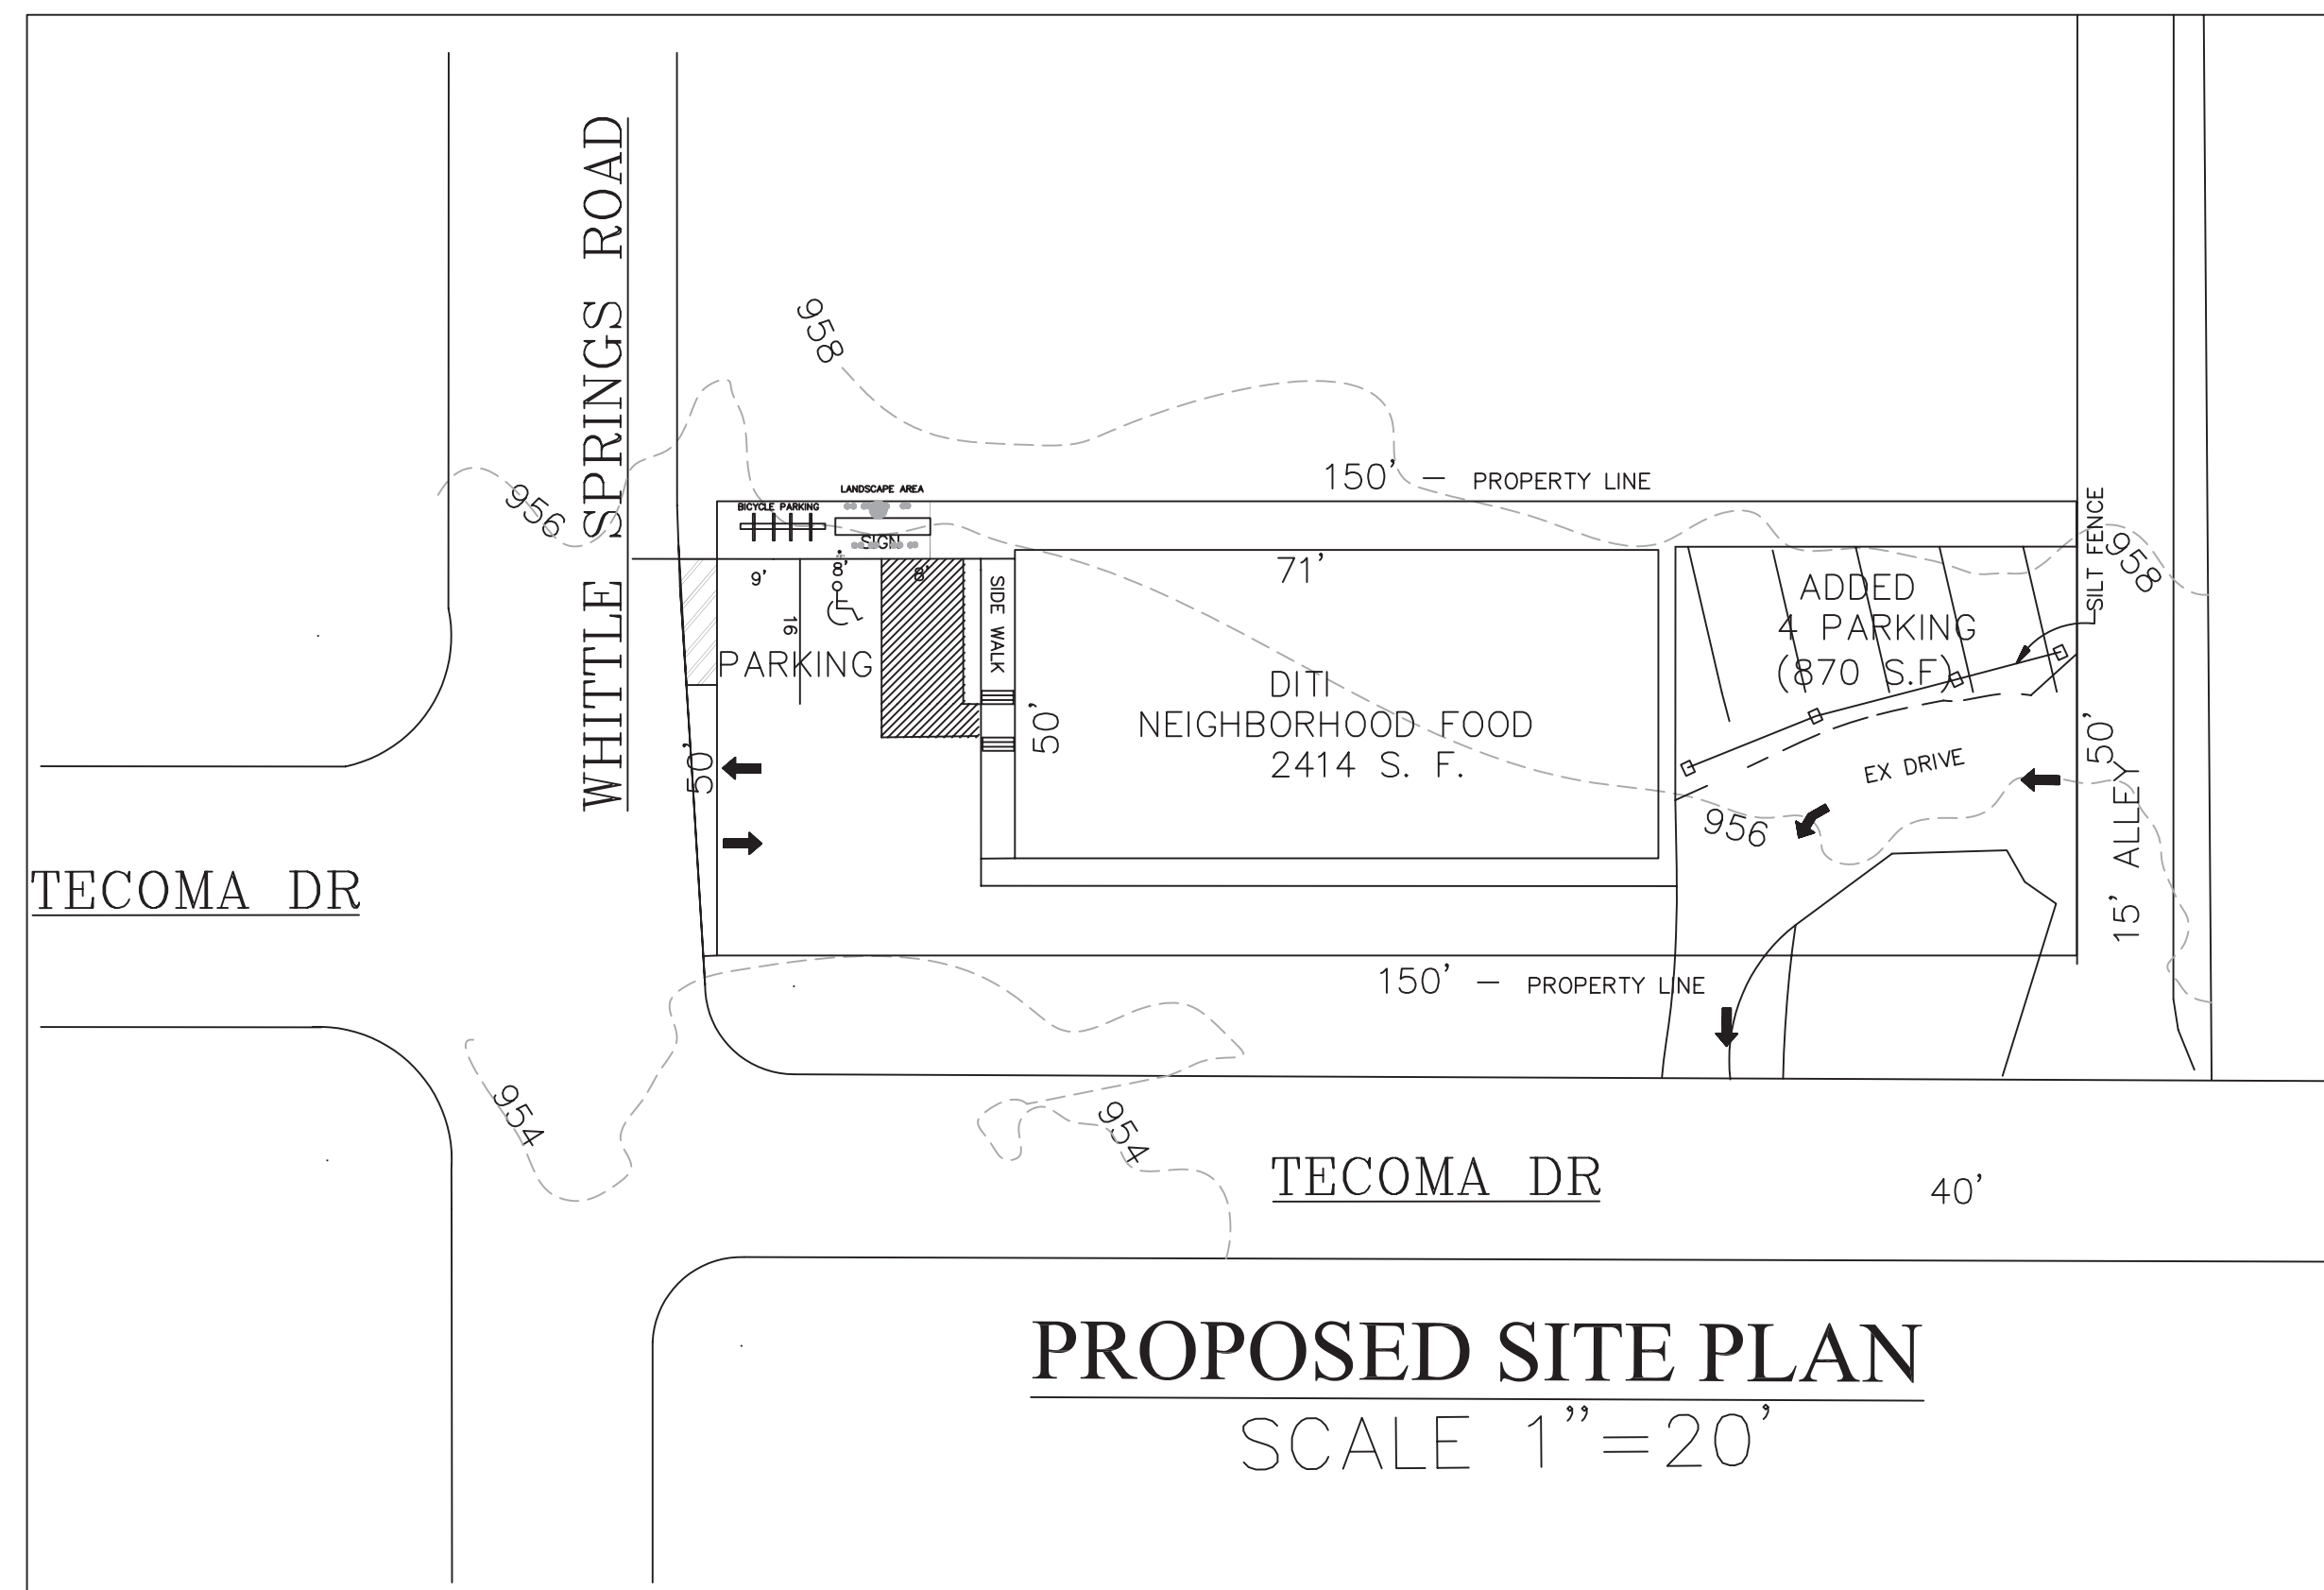 WHITTLE SPRINGS ROAD
958
956
150' – PROPERTY LINE
LANDSCAPE AREA
BICYCLE PARKING
SIGN
9'
8'
8'
16
PARKING
SIDE WALK
71'
50'
DITI
NEIGHBORHOOD FOOD
2414 S. F.
ADDED
4 PARKING
(870 S.F)
SILT FENCE
958
EX DRIVE
956
50'
50'
15' ALLEY
TECOMA DR
150' – PROPERTY LINE
954
954
TECOMA DR
40'
PROPOSED SITE PLAN
SCALE 1"=20'